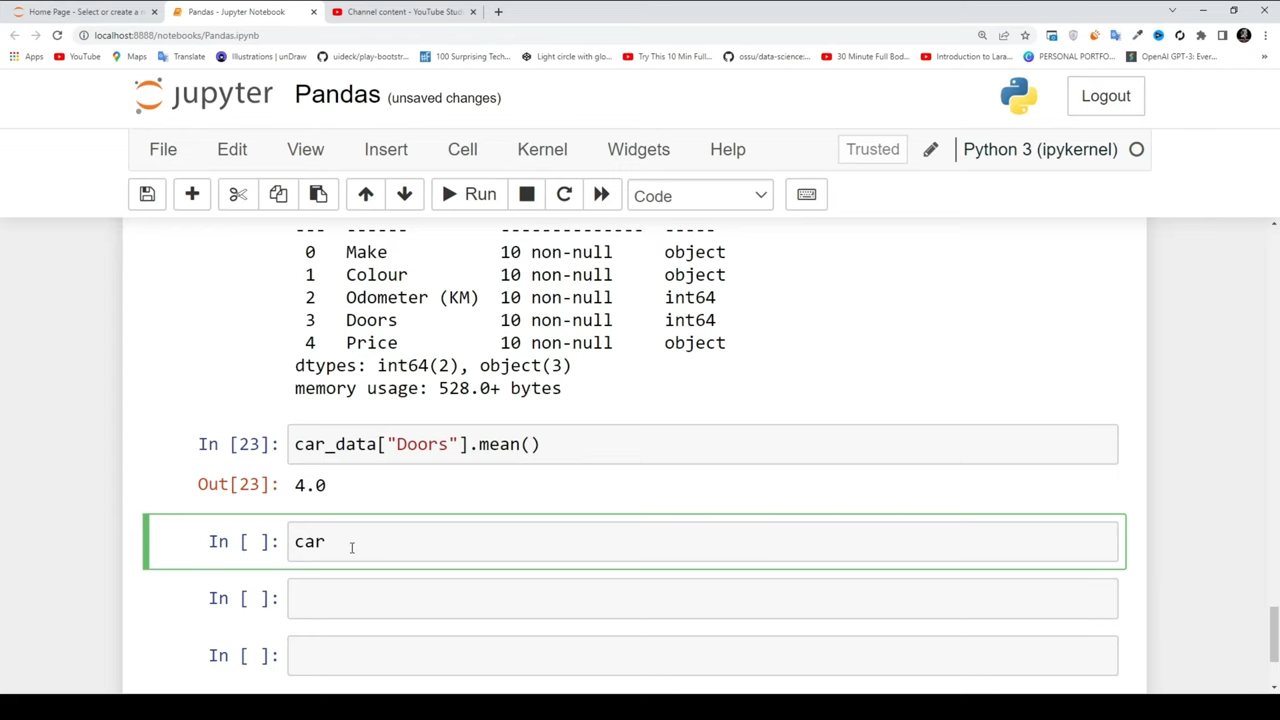 Home Page - Select or create a n
Pandas - Jupyter Notebook
Channel content - YouTube Stud
localhost:8888/notebooks/Pandas.ipynb
Apps
YouTube
Maps
Translate
Illustrations | unDraw
uideck/play-bootstr...
100 Surprising Tech...
Light circle with glo...
Try This 10 Min Full...
ossu/data-science:...
30 Minute Full Bod...
Introduction to Lara...
PERSONAL PORTFO...
OpenAI GPT-3: Ever...
jupyter
Pandas (unsaved changes)
Logout
File
Edit
View
Insert
Cell
Kernel
Widgets
Help
Trusted
Python 3 (ipykernel)
Run
Code
--- ------ -------------- -----
0 Make 10 non-null object
1 Colour 10 non-null object
2 Odometer (KM) 10 non-null int64
3 Doors 10 non-null int64
4 Price 10 non-null object
dtypes: int64(2), object(3)
memory usage: 528.0+ bytes
In [23]: car_data["Doors"].mean()
Out[23]: 4.0
In [ ]: car
In [ ]:
In [ ]: